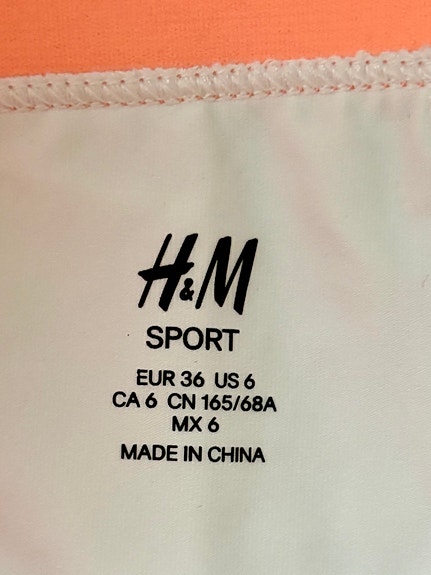 H&M
SPORT
EUR 36 US 6
CA 6 CN 165/68A
MX 6
MADE IN CHINA